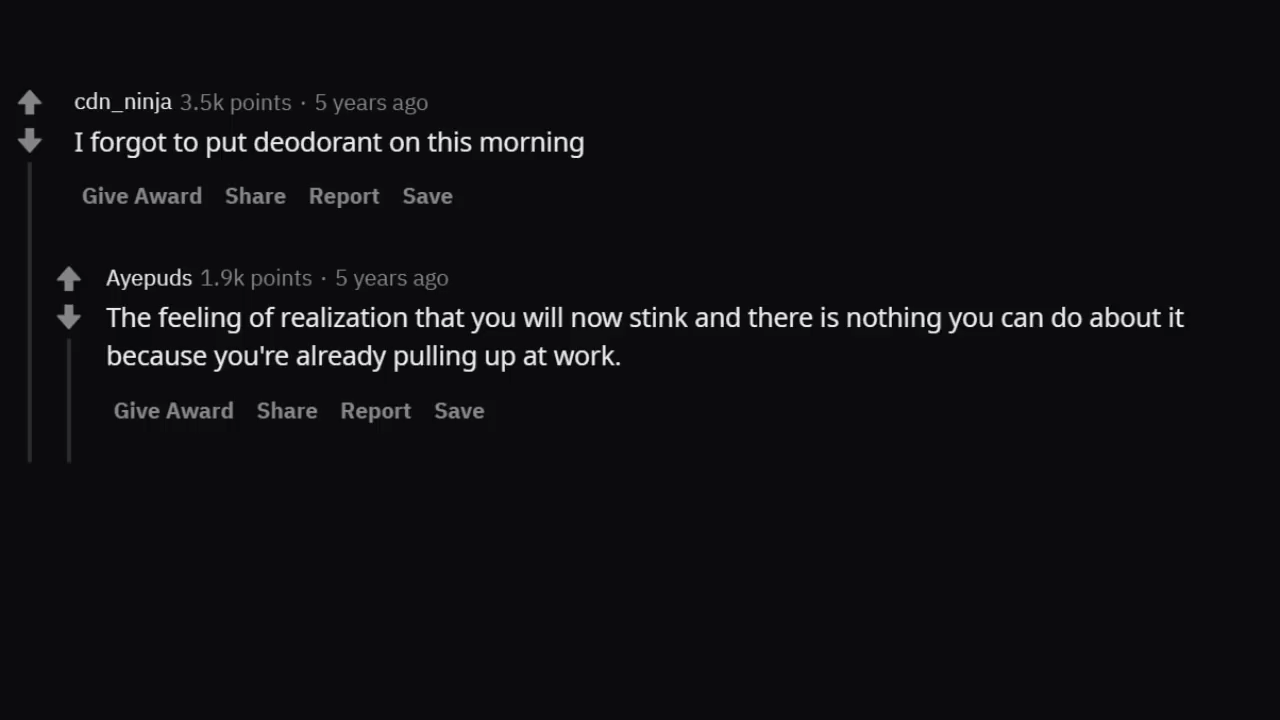 cdn_ninja 3.5k points · 5 years ago
I forgot to put deodorant on this morning
Give Award Share Report Save
Ayepuds 1.9k points · 5 years ago
The feeling of realization that you will now stink and there is nothing you can do about it
because you're already pulling up at work.
Give Award Share Report Save